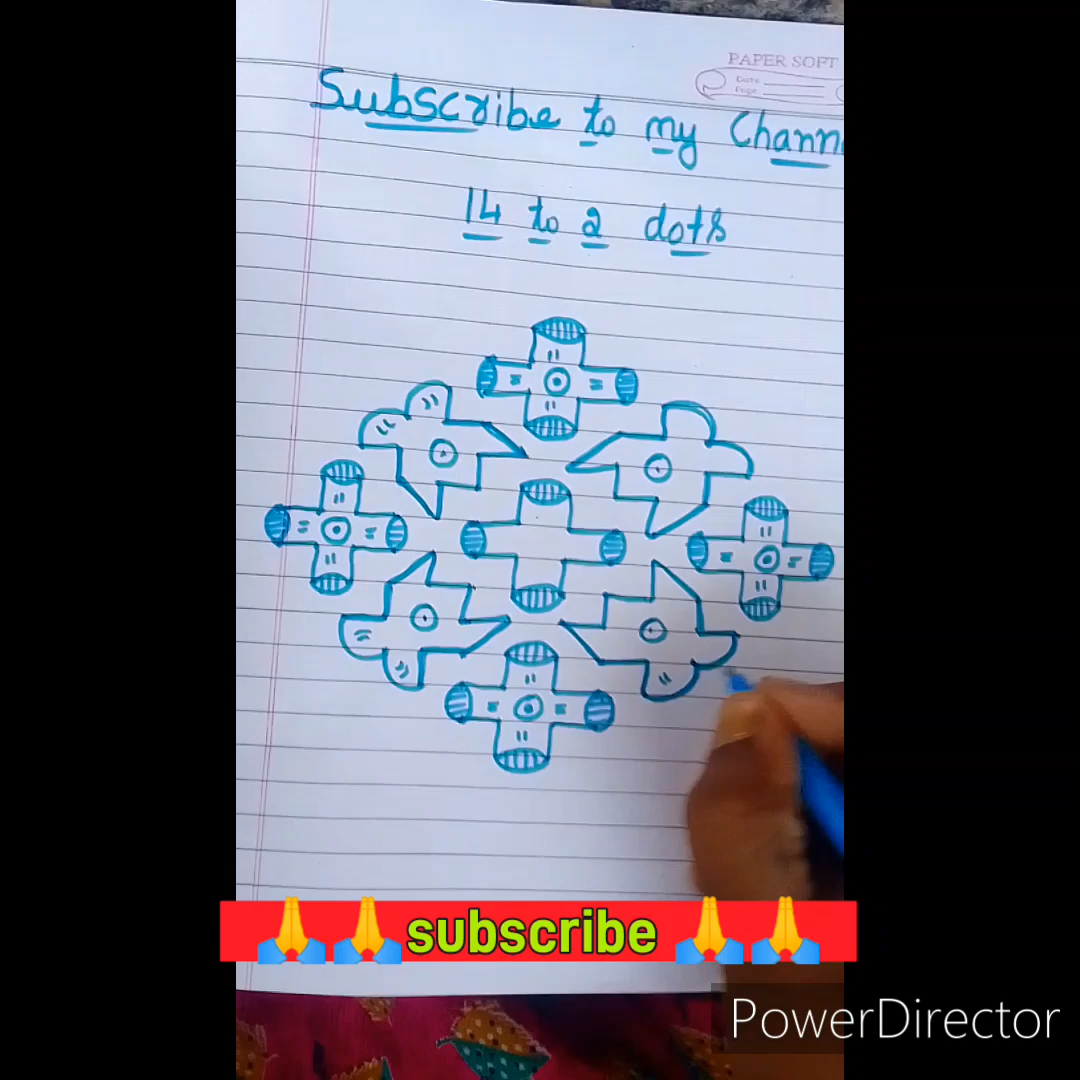 PAPER SOFT
Date
Page
Subscribe to my Chann
14 to 2 dots
🙏🙏 subscribe 🙏🙏
PowerDirector